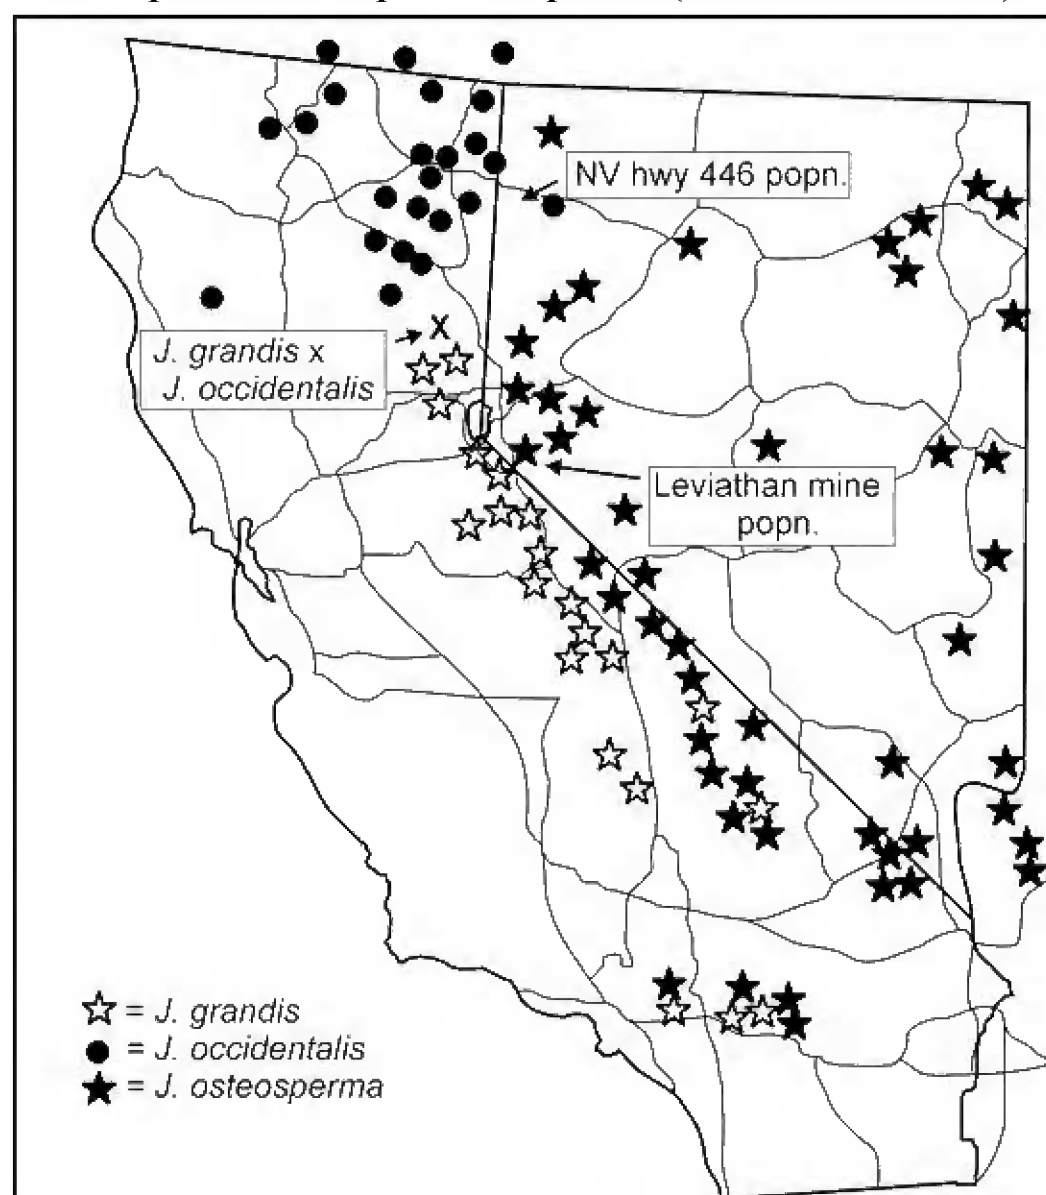 NV hwy 446 popn.
X
J. grandis x
J. occidentalis
Leviathan mine
popn.
= J. grandis
= J. occidentalis
= J. osteosperma